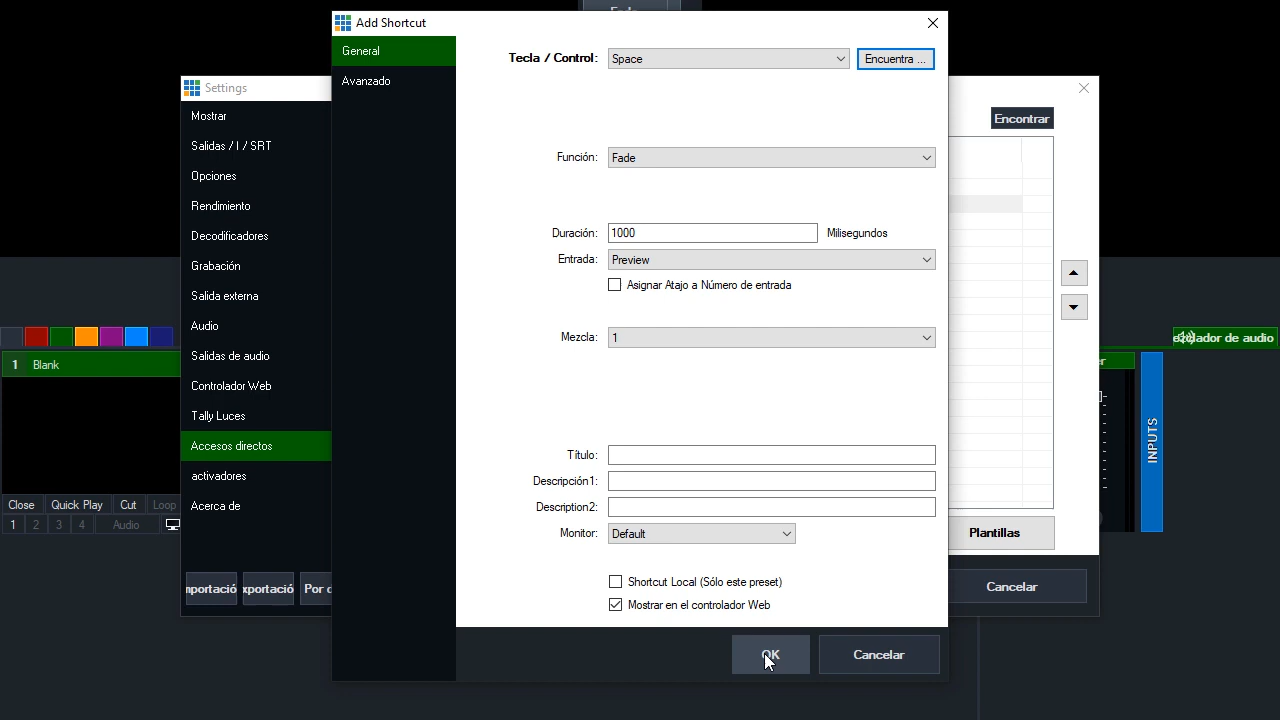 Add Shortcut
General
Avanzado
Tecla / Control: Space Encuentra ...
Función: Fade
Duración: 1000 Milisegundos
Entrada: Preview
Asignar Atajo a Número de entrada
Mezcla: 1
Título:
Descripción1:
Description2:
Monitor: Default
Shortcut Local (Sólo este preset)
Mostrar en el controlador Web
OK Cancelar
Settings
Mostrar
Salidas / I / SRT
Opciones
Rendimiento
Decodificadores
Grabación
Salida externa
Audio
Salidas de audio
Controlador Web
Tally Luces
Accesos directos
activadores
Acerca de
mportació xportació Por
Encontrar
Plantillas
Cancelar
1 Blank
Close Quick Play Cut Loop
1 2 3 4 Audio
ador de audio
INPUTS